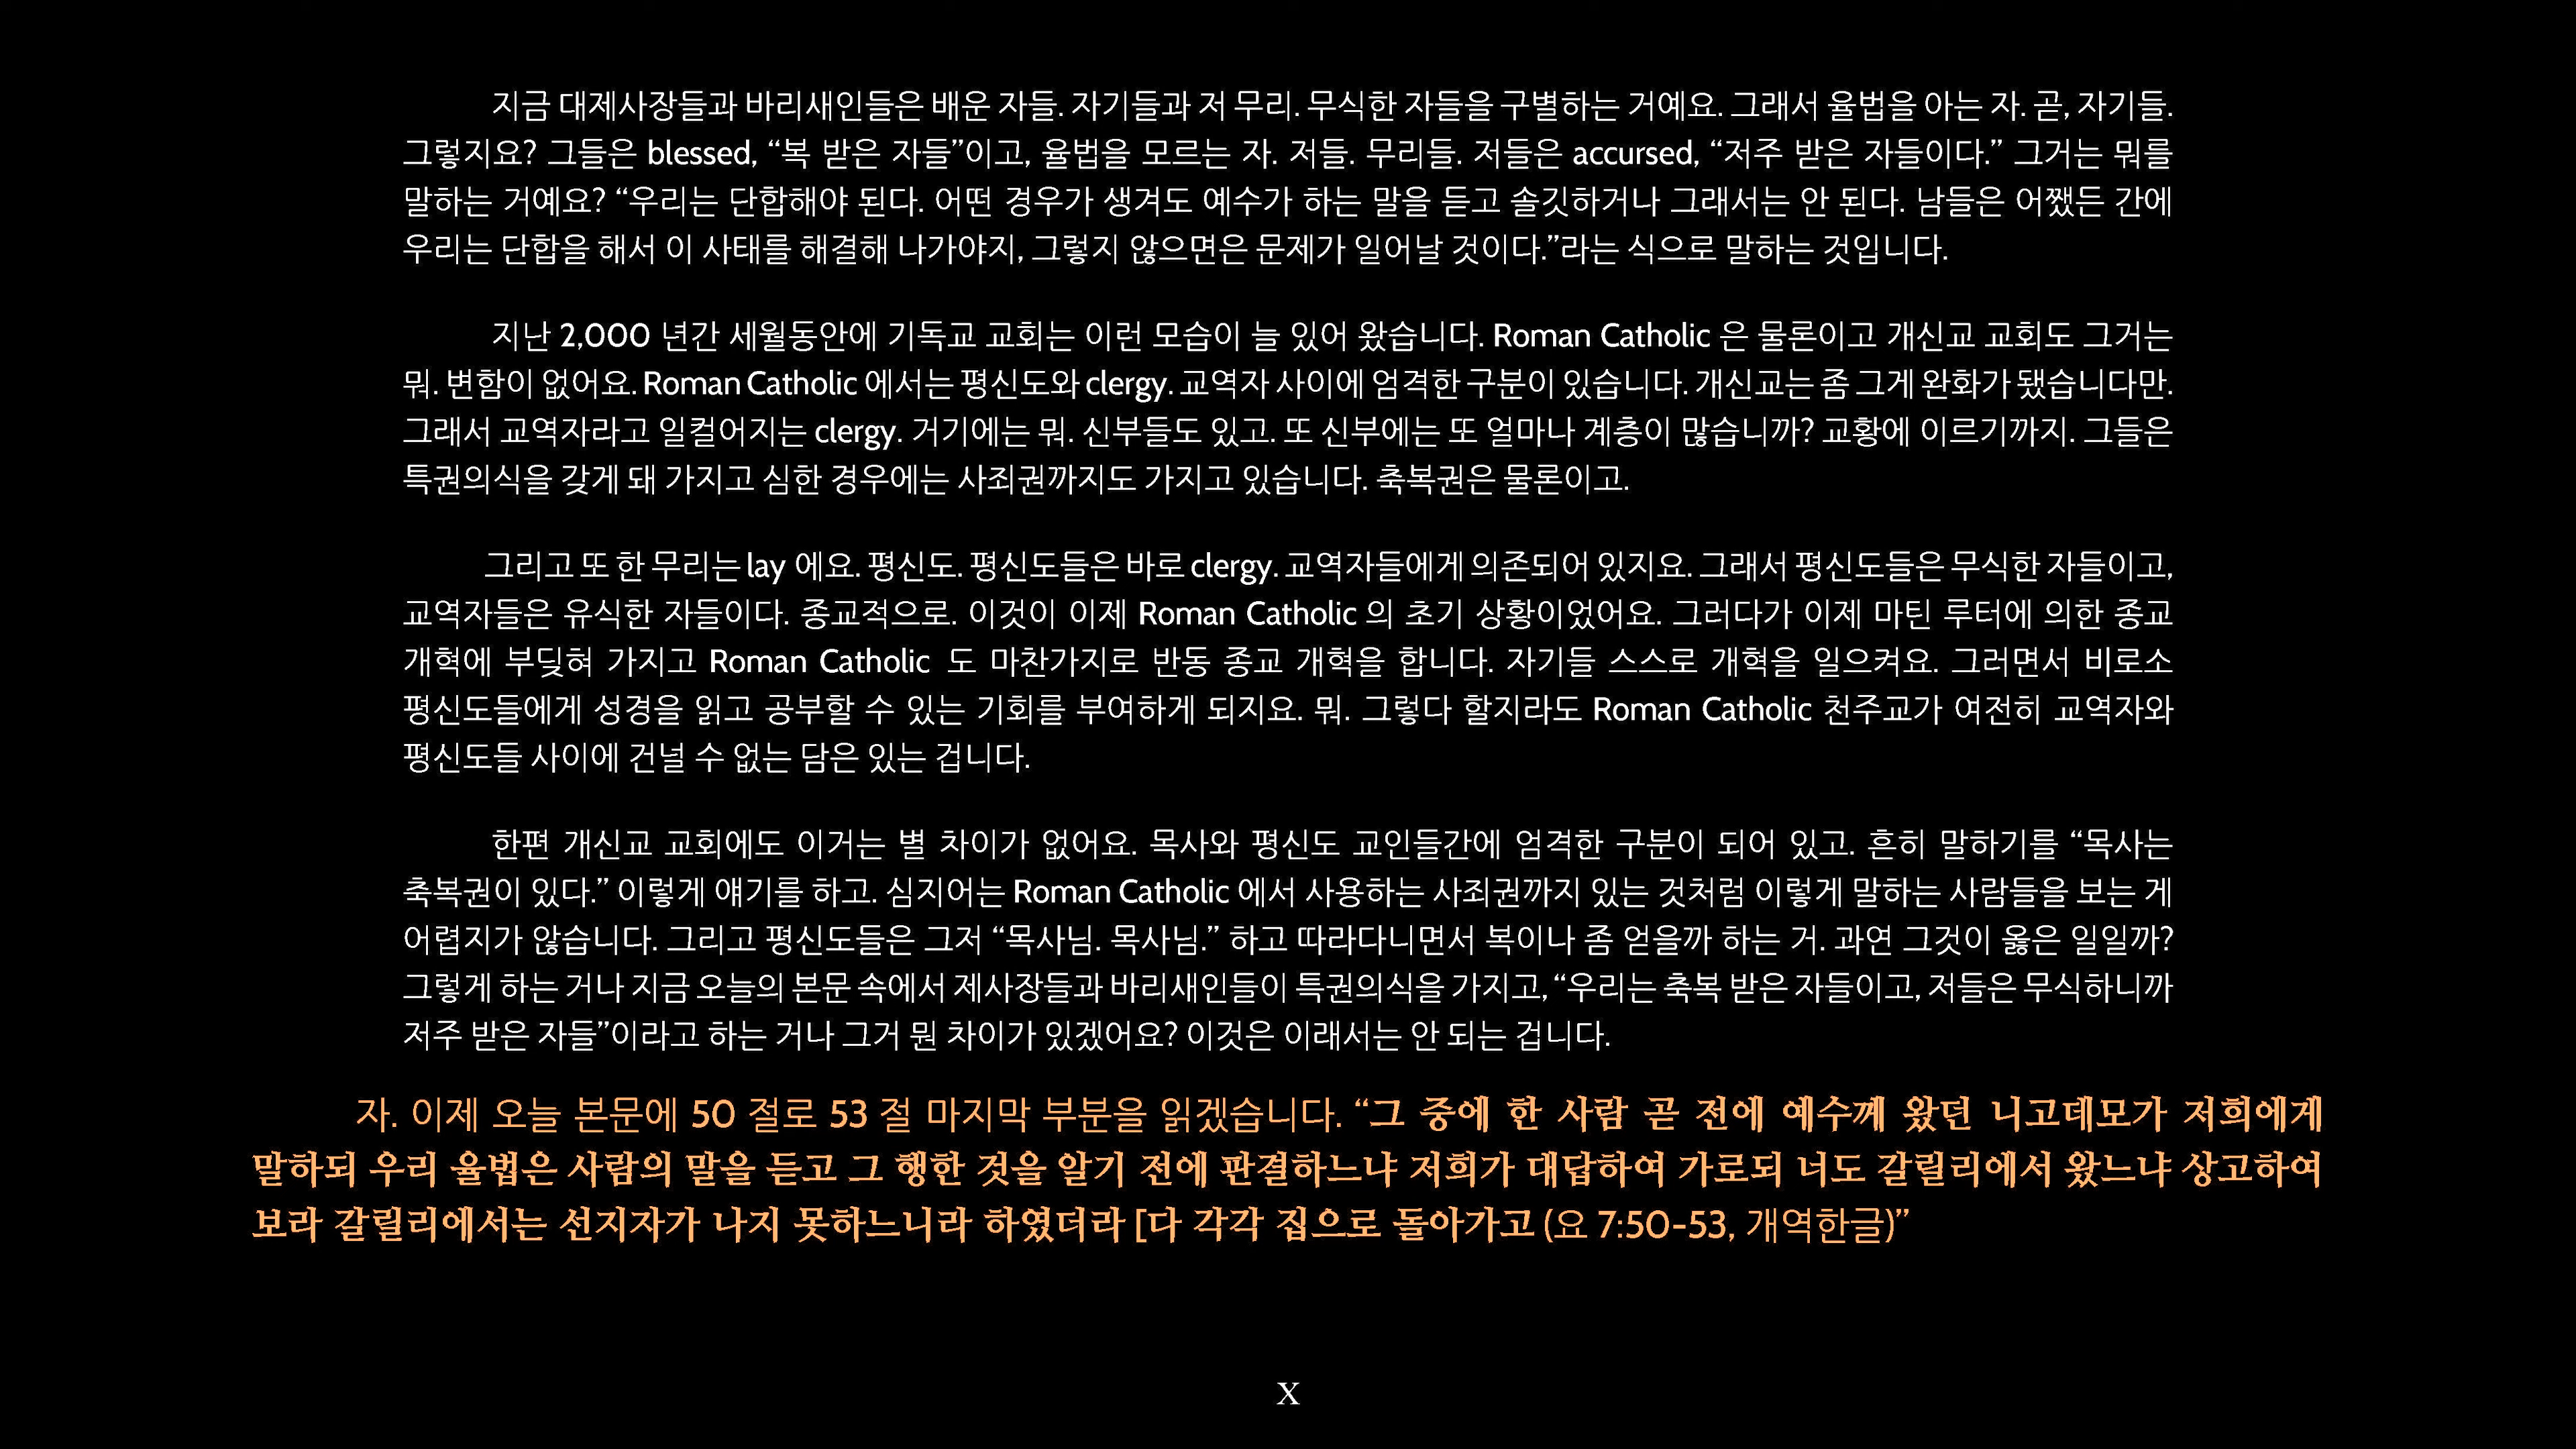 지금 대제사장들과 바리새인들은 배운 자들. 자기들과 저 무리. 무식한 자들을 구별하는 거예요. 그래서 율법을 아는 자. 곧, 자기들.
그렇지요? 그들은 blessed, “복 받은 자들”이고, 율법을 모르는 자. 저들. 무리들. 저들은 accursed, “저주 받은 자들이다.” 그거는 뭐를
말하는 거예요? “우리는 단합해야 된다. 어떤 경우가 생겨도 예수가 하는 말을 듣고 솔깃하거나 그래서는 안 된다. 남들은 어쨌든 간에
우리는 단합을 해서 이 사태를 해결해 나가야지, 그렇지 않으면은 문제가 일어날 것이다.”라는 식으로 말하는 것입니다.
지난 2,000 년간 세월동안에 기독교 교회는 이런 모습이 늘 있어 왔습니다. Roman Catholic 은 물론이고 개신교 교회도 그거는
뭐. 변함이 없어요. Roman Catholic 에서는 평신도와 clergy. 교역자 사이에 엄격한 구분이 있습니다. 개신교는 좀 그게 완화가 됐습니다만.
그래서 교역자라고 일컬어지는 clergy. 거기에는 뭐. 신부들도 있고. 또 신부에는 또 얼마나 계층이 많습니까? 교황에 이르기까지. 그들은
특권의식을 갖게 돼 가지고 심한 경우에는 사죄권까지도 가지고 있습니다. 축복권은 물론이고.
그리고 또 한 무리는 lay 에요. 평신도. 평신도들은 바로 clergy. 교역자들에게 의존되어 있지요. 그래서 평신도들은 무식한 자들이고,
교역자들은 유식한 자들이다. 종교적으로. 이것이 이제 Roman Catholic 의 초기 상황이었어요. 그러다가 이제 마틴 루터에 의한 종교
개혁에 부딪혀 가지고 Roman Catholic 도 마찬가지로 반동 종교 개혁을 합니다. 자기들 스스로 개혁을 일으켜요. 그러면서 비로소
평신도들에게 성경을 읽고 공부할 수 있는 기회를 부여하게 되지요. 뭐. 그렇다 할지라도 Roman Catholic 천주교가 여전히 교역자와
평신도들 사이에 건널 수 없는 담은 있는 겁니다.
한편 개신교 교회에도 이거는 별 차이가 없어요. 목사와 평신도 교인들간에 엄격한 구분이 되어 있고. 흔히 말하기를 “목사는
축복권이 있다.” 이렇게 얘기를 하고. 심지어는 Roman Catholic 에서 사용하는 사죄권까지 있는 것처럼 이렇게 말하는 사람들을 보는 게
어렵지가 않습니다. 그리고 평신도들은 그저 “목사님. 목사님.” 하고 따라다니면서 복이나 좀 얻을까 하는 거. 과연 그것이 옳은 일일까?
그렇게 하는 거나 지금 오늘의 본문 속에서 제사장들과 바리새인들이 특권의식을 가지고, “우리는 축복 받은 자들이고, 저들은 무식하니까
저주 받은 자들”이라고 하는 거나 그거 뭔 차이가 있겠어요? 이것은 이래서는 안 되는 겁니다.
자. 이제 오늘 본문에 50 절로 53 절 마지막 부분을 읽겠습니다. “그 중에 한 사람 곧 전에 예수께 왔던 니고데모가 저희에게
말하되 우리 율법은 사람의 말을 듣고 그 행한 것을 알기 전에 판결하느냐 저희가 대답하여 가로되 너도 갈릴리에서 왔느냐 상고하여
보라 갈릴리에서는 선지자가 나지 못하느니라 하였더라 [다 각각 집으로 돌아가고 (요 7:50-53, 개역한글)”
X